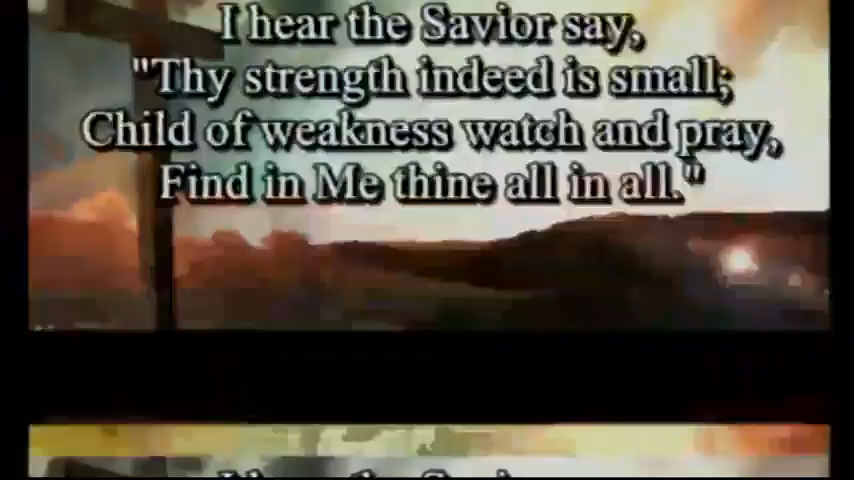 I hear the Savior say,
"Thy strength indeed is small;
Child of weakness watch and pray,
Find in Me thine all in all."